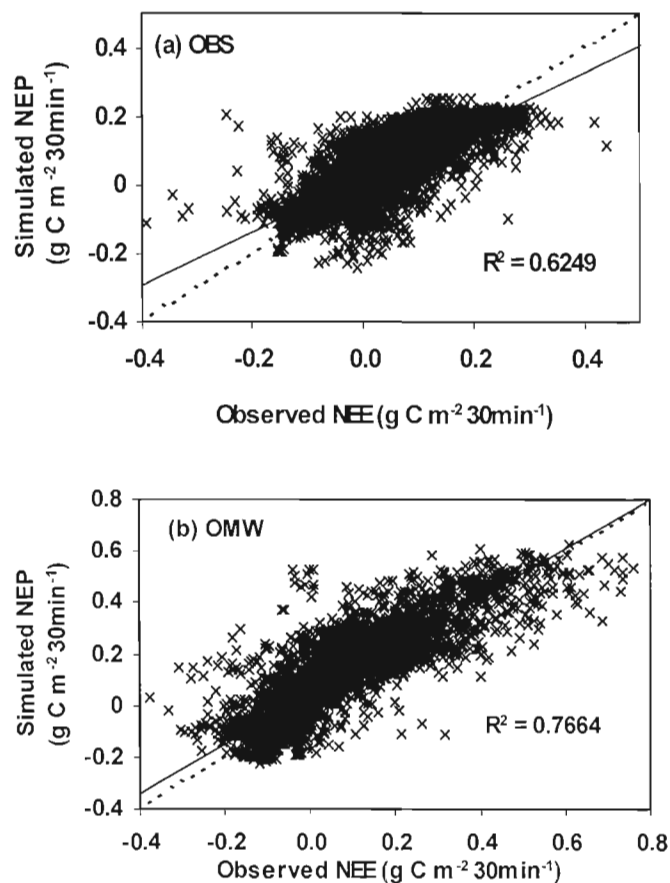 (a) OBS
Simulated NEP
(g C m⁻² 30min⁻¹)
0.4
0.2
0
-0.2
-0.4
R² = 0.6249
-0.4 -0.2 0.0 0.2 0.4
Observed NEE (g C m⁻² 30min⁻¹)
(b) OMW
Simulated NEP
(g C m⁻² 30min⁻¹)
0.8
0.6
0.4
0.2
0
-0.2
-0.4
R² = 0.7664
-0.4 -0.2 0.0 0.2 0.4 0.6 0.8
Observed NEE (g C m⁻² 30min⁻¹)